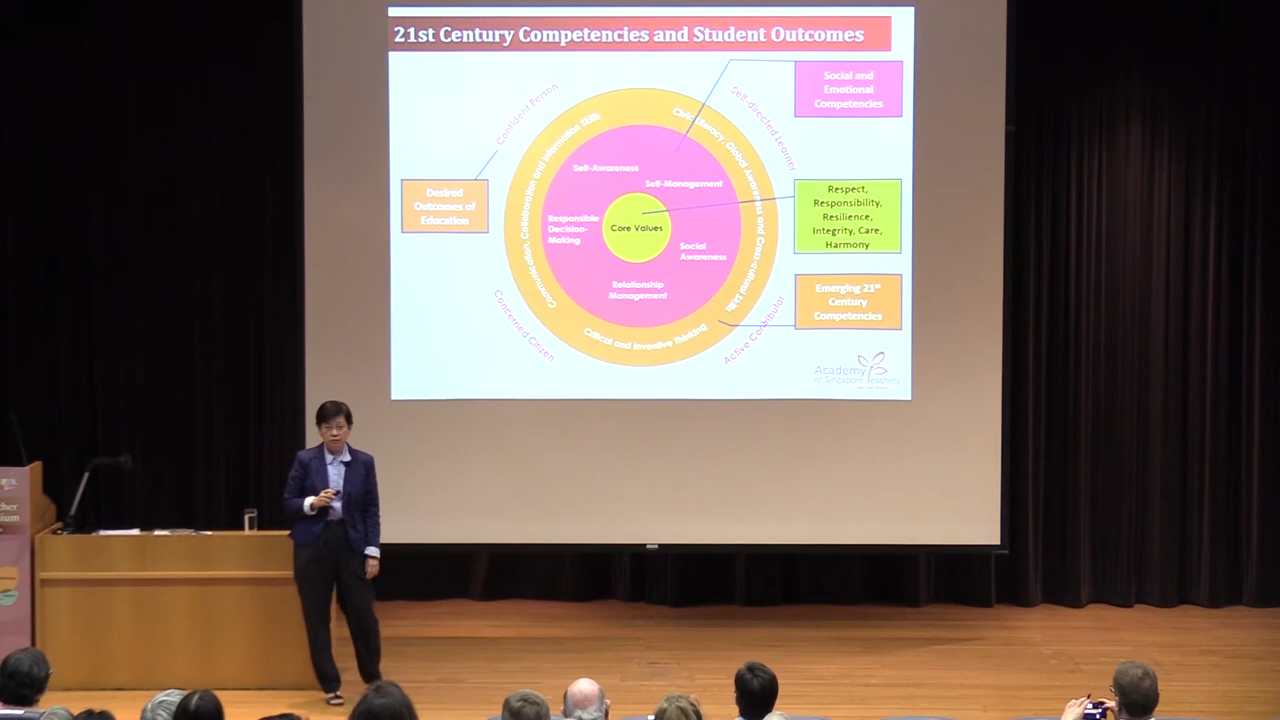 21st Century Competencies and Student Outcomes
Social and
Emotional
Competencies
Confident Person
Self-directed Learner
Communication, Collaboration and Information Skills
Civic Literacy, Global Awareness and Cross-cultural Skills
Self-Awareness
Self-Management
Desired
Outcomes of
Education
Respect,
Responsibility,
Resilience,
Integrity, Care,
Harmony
Responsible
Decision-
Making
Core Values
Social
Awareness
Relationship
Management
Emerging 21st
Century
Competencies
Concerned Citizen
Critical and Inventive Thinking
Active Contributor
Academy
of Singapore Teachers